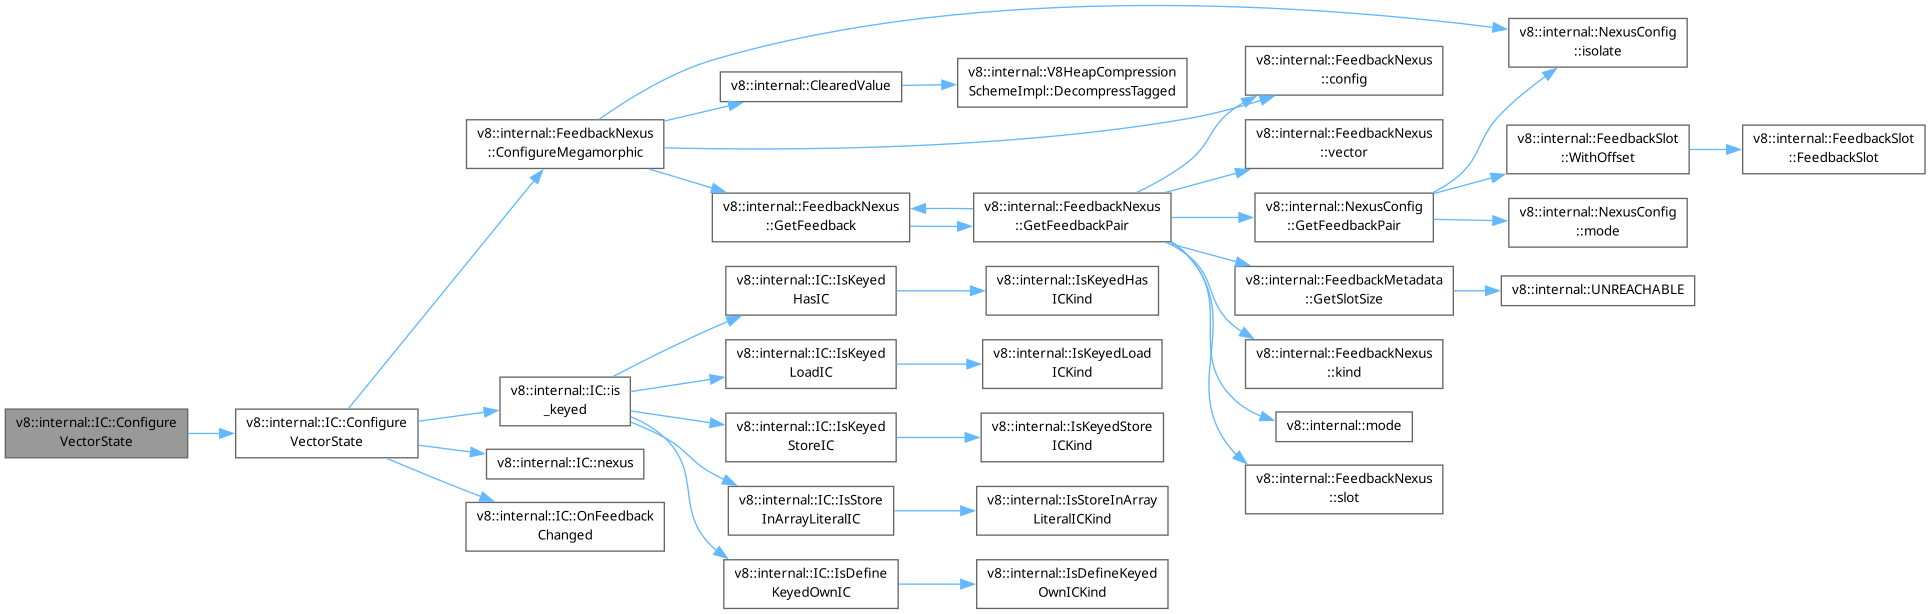 v8::internal::IC::Configure
VectorState
v8::internal::IC::Configure
VectorState
v8::internal::FeedbackNexus
::ConfigureMegamorphic
v8::internal::IC::is
_keyed
v8::internal::IC::nexus
v8::internal::IC::OnFeedback
Changed
v8::internal::ClearedValue
v8::internal::FeedbackNexus
::GetFeedback
v8::internal::IC::IsKeyed
HasIC
v8::internal::IC::IsKeyed
LoadIC
v8::internal::IC::IsKeyed
StoreIC
v8::internal::IC::IsStore
InArrayLiteralIC
v8::internal::IC::IsDefine
KeyedOwnIC
v8::internal::V8HeapCompression
SchemeImpl::DecompressTagged
v8::internal::FeedbackNexus
::GetFeedbackPair
v8::internal::IsKeyedHas
ICKind
v8::internal::IsKeyedLoad
ICKind
v8::internal::IsKeyedStore
ICKind
v8::internal::IsStoreInArray
LiteralICKind
v8::internal::IsDefineKeyed
OwnICKind
v8::internal::FeedbackNexus
::config
v8::internal::FeedbackNexus
::vector
v8::internal::NexusConfig
::GetFeedbackPair
v8::internal::FeedbackMetadata
::GetSlotSize
v8::internal::FeedbackNexus
::kind
v8::internal::mode
v8::internal::FeedbackNexus
::slot
v8::internal::NexusConfig
::isolate
v8::internal::FeedbackSlot
::WithOffset
v8::internal::NexusConfig
::mode
v8::internal::UNREACHABLE
v8::internal::FeedbackSlot
::FeedbackSlot